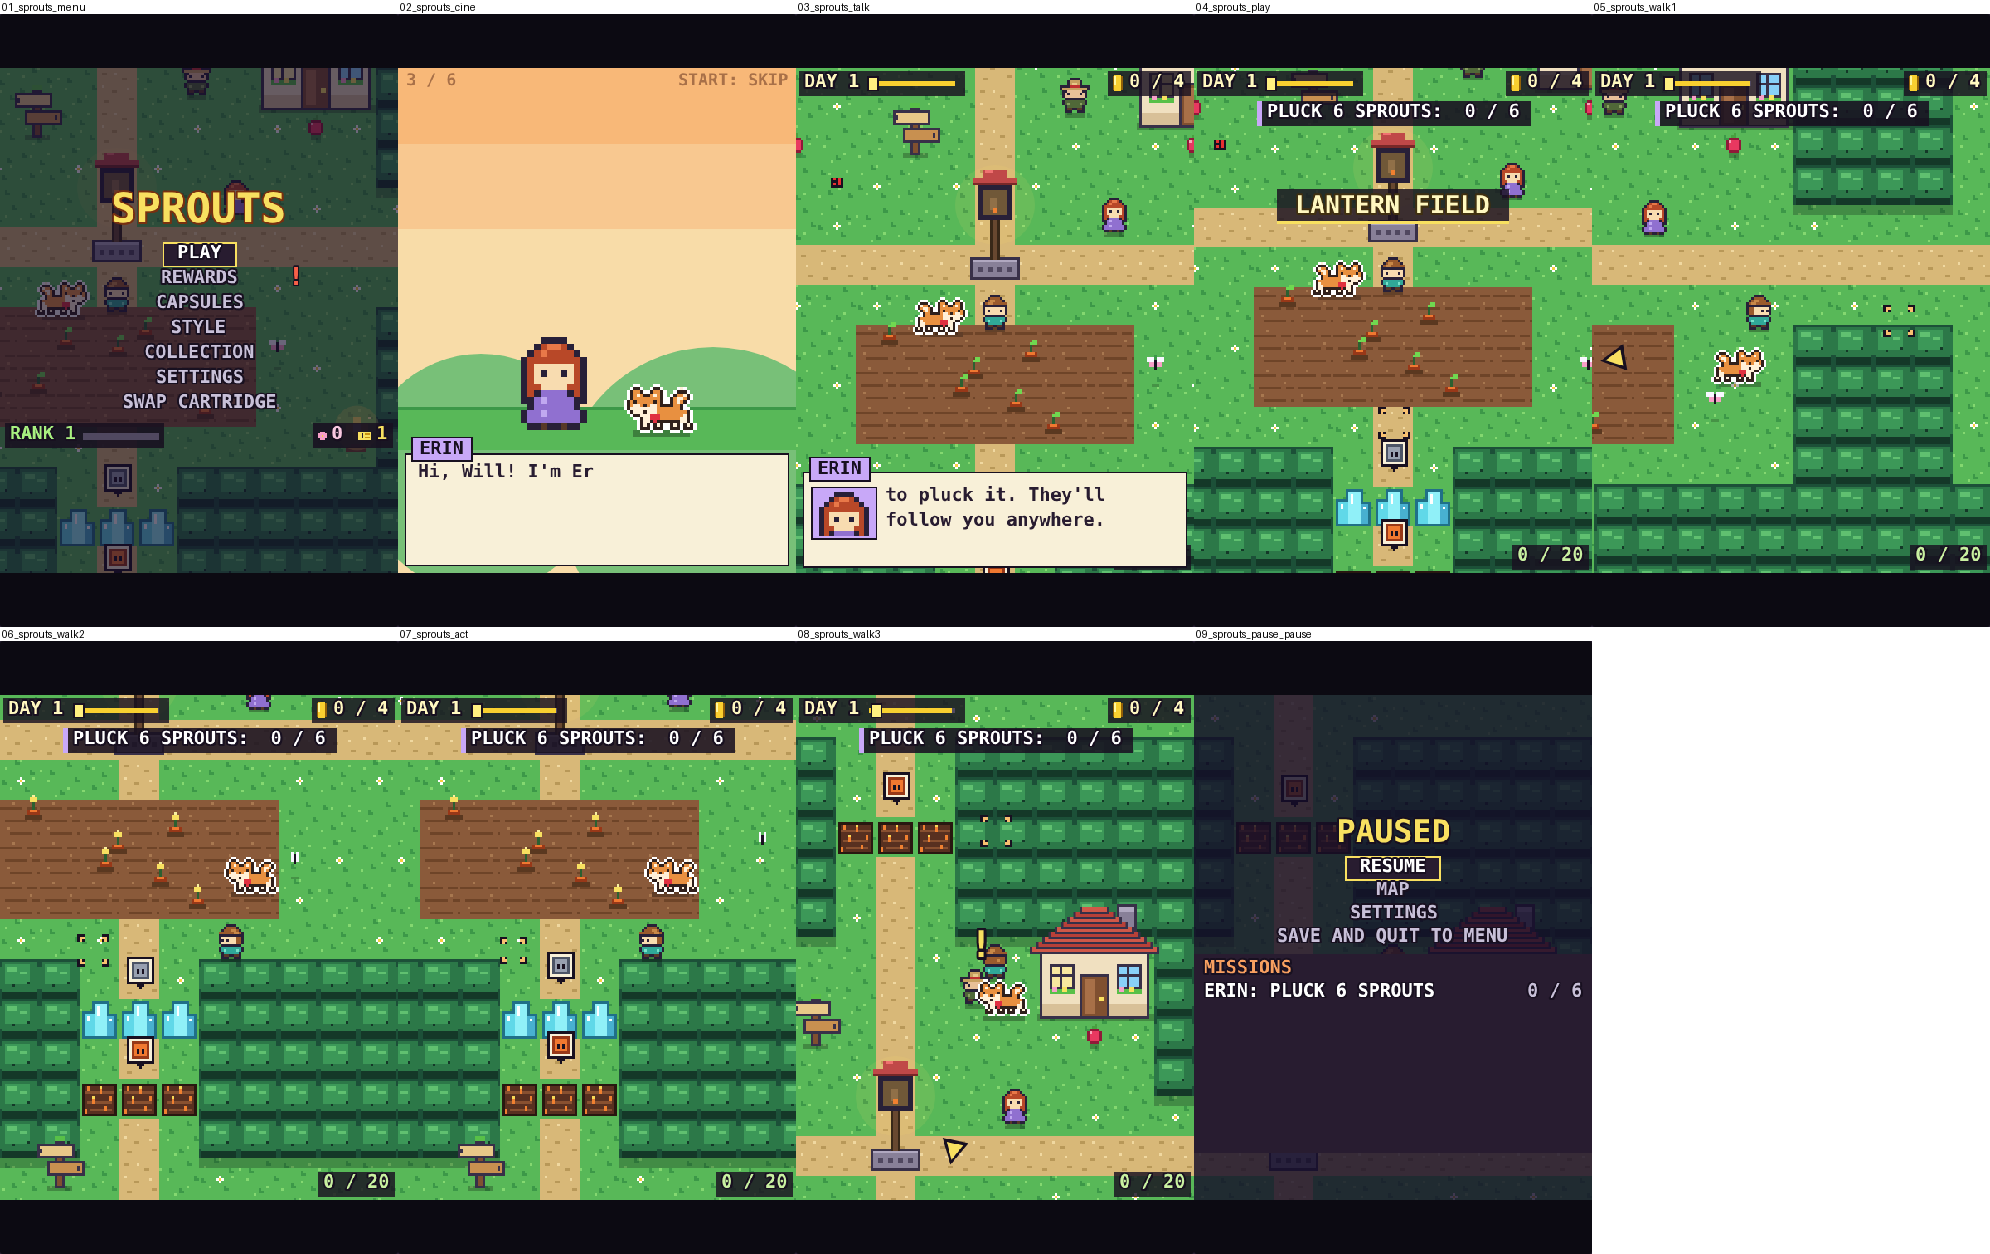 01_sprouts_menu
SPROUTS
PLAY
REWARDS
CAPSULES
STYLE
COLLECTION
SETTINGS
SWAP CARTRIDGE
RANK 1
0
1
02_sprouts_cine
3 / 6
START: SKIP
ERIN
Hi, Will! I'm Er
03_sprouts_talk
DAY 1
0 / 4
ERIN
to pluck it. They'll
follow you anywhere.
04_sprouts_play
DAY 1
0 / 4
PLUCK 6 SPROUTS: 0 / 6
LANTERN FIELD
0 / 20
05_sprouts_walk1
DAY 1
0 / 4
PLUCK 6 SPROUTS: 0 / 6
0 / 20
06_sprouts_walk2
DAY 1
0 / 4
PLUCK 6 SPROUTS: 0 / 6
0 / 20
07_sprouts_act
DAY 1
0 / 4
PLUCK 6 SPROUTS: 0 / 6
0 / 20
08_sprouts_walk3
DAY 1
0 / 4
PLUCK 6 SPROUTS: 0 / 6
0 / 20
09_sprouts_pause_pause
PAUSED
RESUME
MAP
SETTINGS
SAVE AND QUIT TO MENU
MISSIONS
ERIN: PLUCK 6 SPROUTS 0 / 6